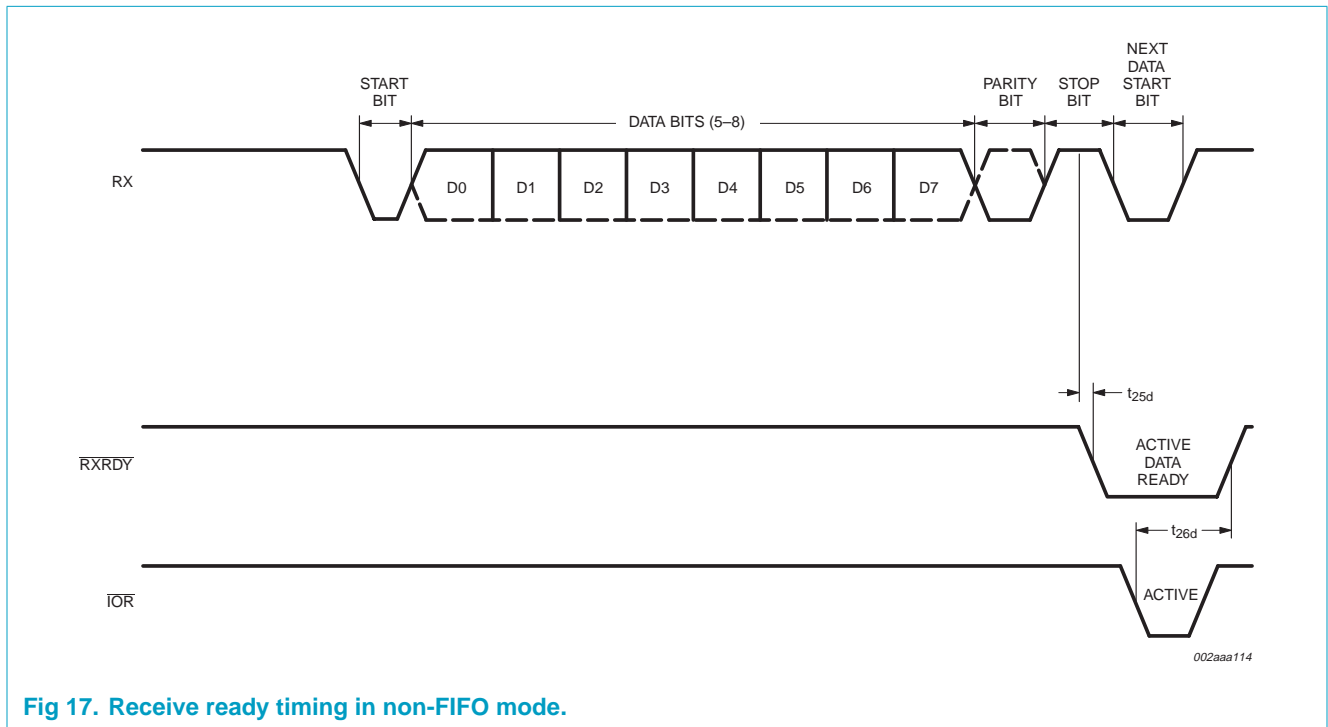 START
BIT
DATA BITS (5–8)
PARITY
BIT
STOP
BIT
NEXT
DATA
START
BIT
RX
D0 D1 D2 D3 D4 D5 D6 D7
t25d
RXRDY
ACTIVE
DATA
READY
t26d
IOR
ACTIVE
002aaa114
Fig 17. Receive ready timing in non-FIFO mode.